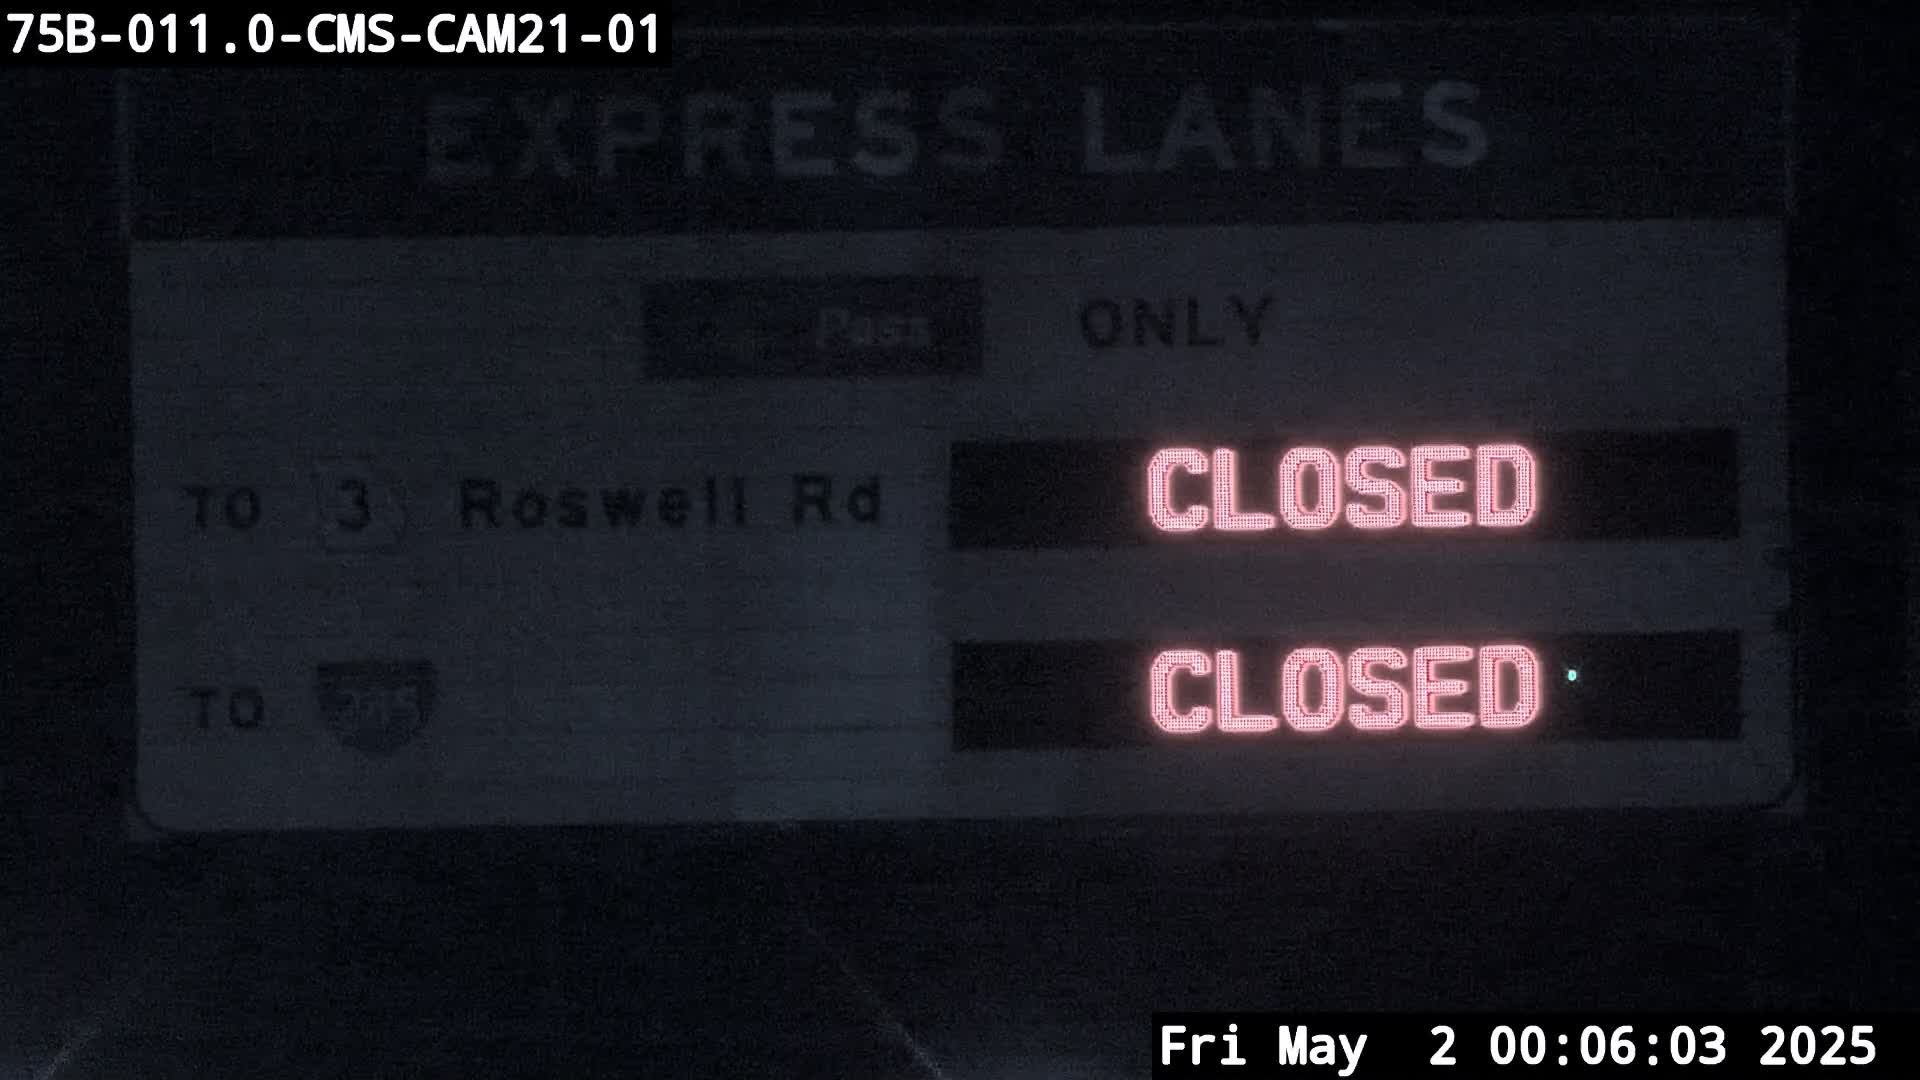 75B-011.0-CMS-CAM21-01
EXPRESS LANES
Pass ONLY
TO 3 Roswell Rd CLOSED
TO CLOSED
Fri May 2 00:06:03 2025